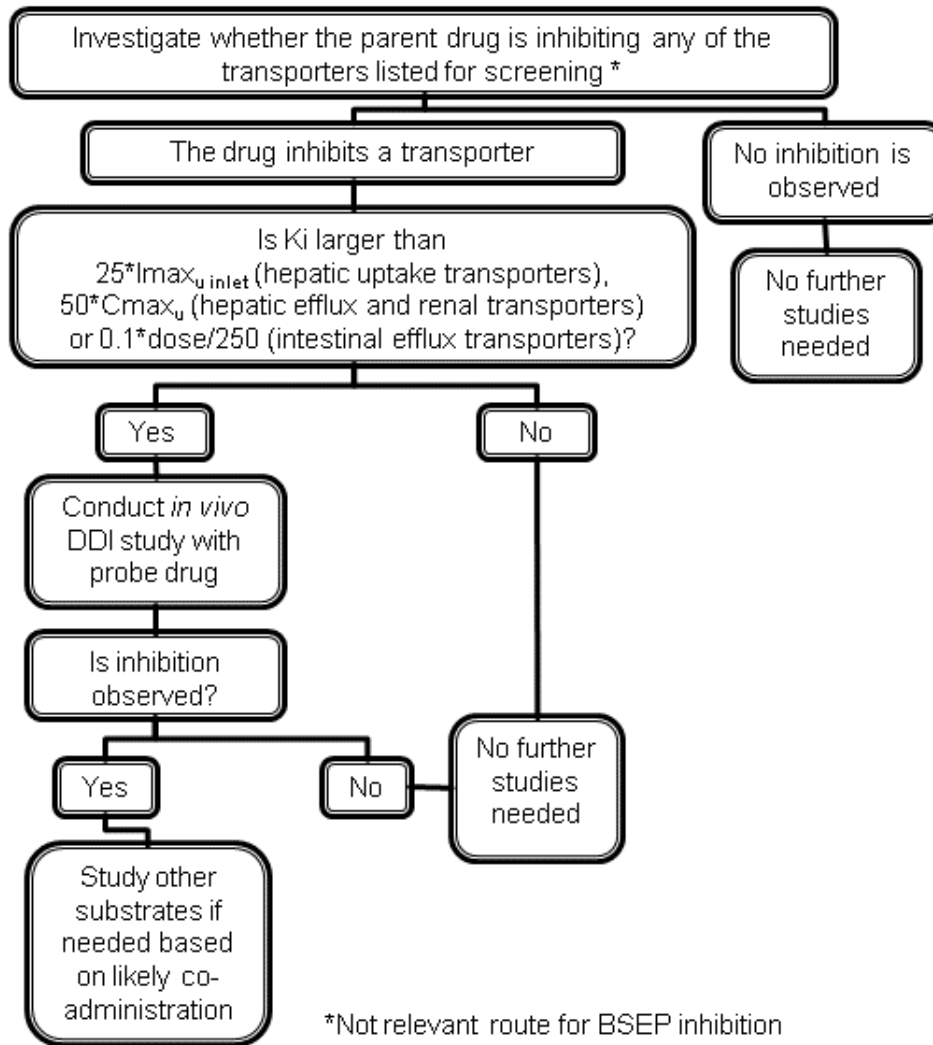 Investigate whether the parent drug is inhibiting any of the
transporters listed for screening *
The drug inhibits a transporter
No inhibition is
observed
Is Ki larger than
25*Imax u inlet (hepatic uptake transporters),
50*Cmax u (hepatic efflux and renal transporters)
or 0.1*dose/250 (intestinal efflux transporters)?
No further
studies
needed
Yes
No
Conduct in vivo
DDI study with
probe drug
Is inhibition
observed?
Yes
No
No further
studies
needed
Study other
substrates if
needed based
on likely co-
administration
*Not relevant route for BSEP inhibition